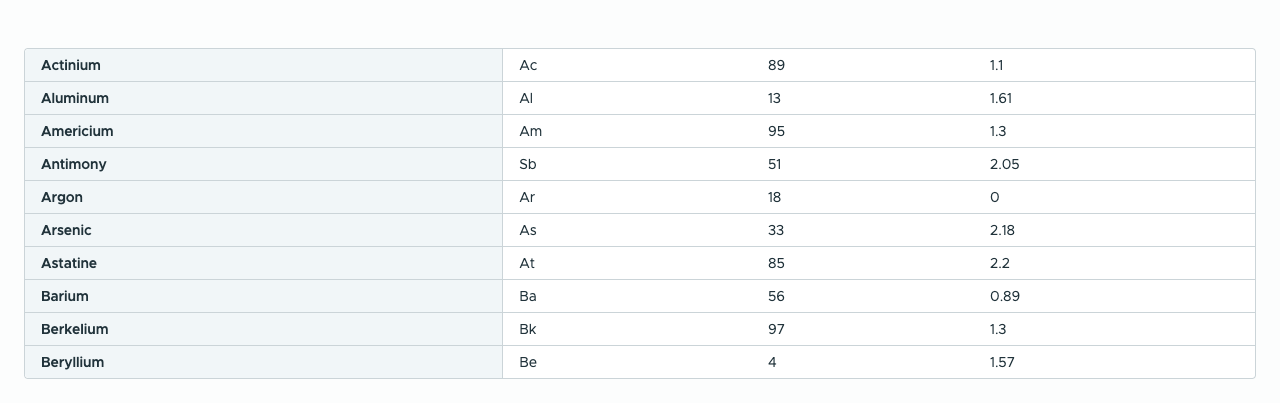 Actinium Ac 89 1.1
Aluminum Al 13 1.61
Americium Am 95 1.3
Antimony Sb 51 2.05
Argon Ar 18 0
Arsenic As 33 2.18
Astatine At 85 2.2
Barium Ba 56 0.89
Berkelium Bk 97 1.3
Beryllium Be 4 1.57